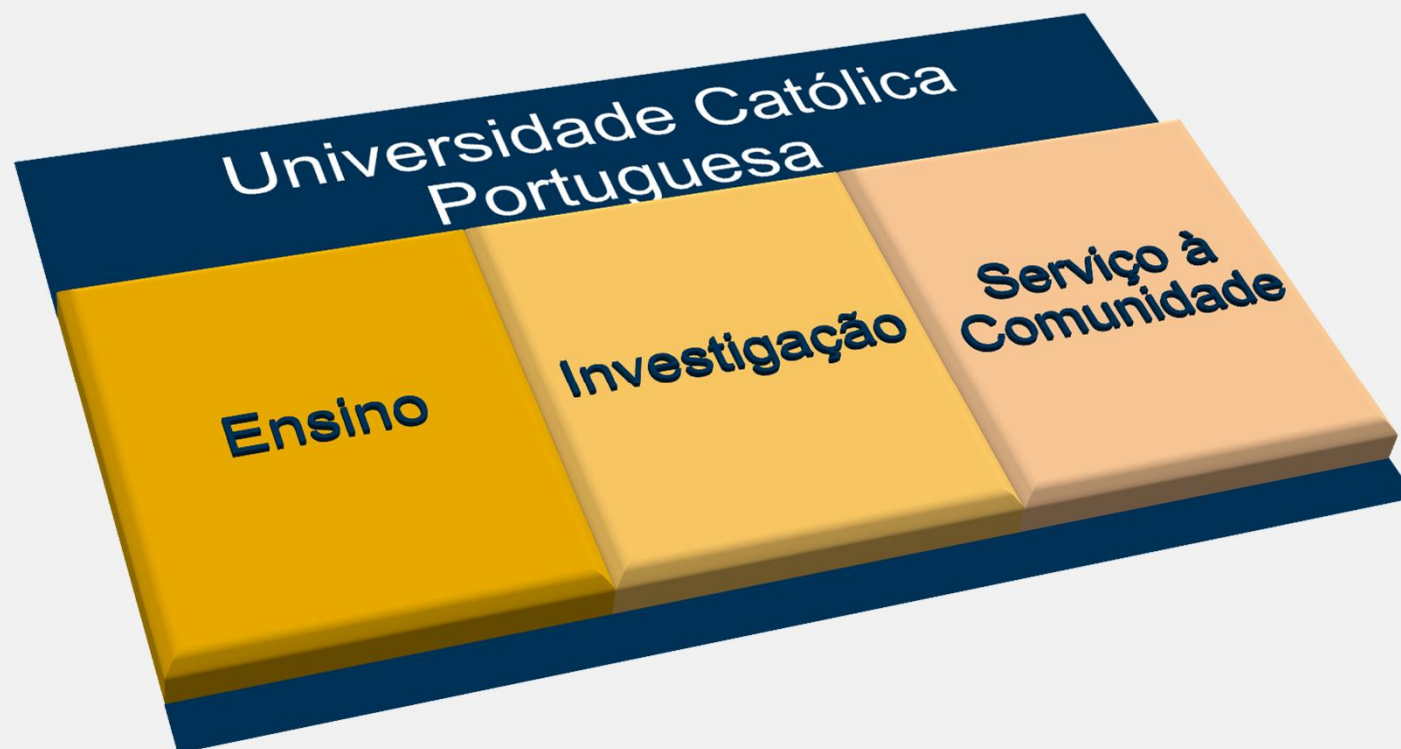 Universidade Católica
Portuguesa
Ensino
Investigação
Serviço à
Comunidade